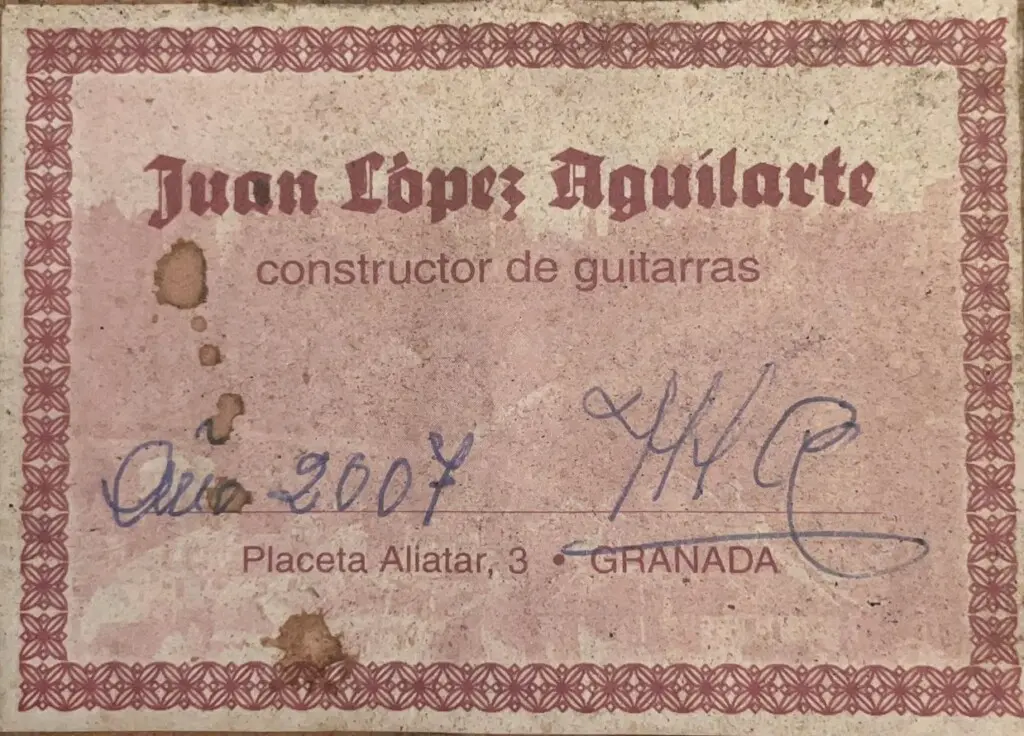 Juan López Aguilarte
constructor de guitarras
Año 2007
Placeta Aliatar, 3 • GRANADA